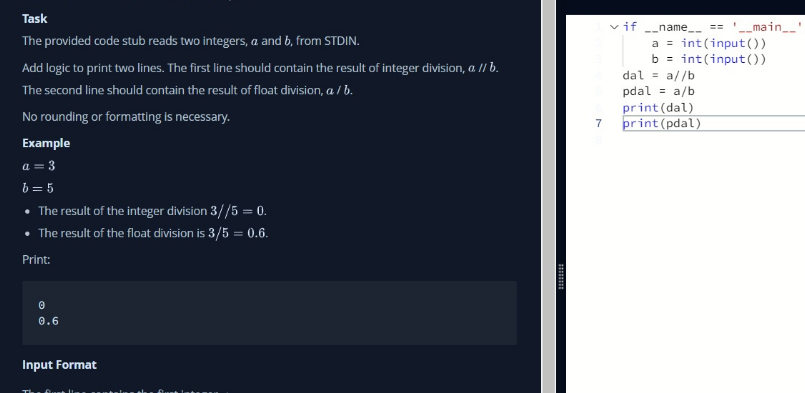 Task
The provided code stub reads two integers, a and b, from STDIN.
Add logic to print two lines. The first line should contain the result of integer division, a // b.
The second line should contain the result of float division, a / b.
No rounding or formatting is necessary.
Example
a = 3
b = 5
• The result of the integer division 3//5 = 0.
• The result of the float division is 3/5 = 0.6.
Print:
0
0.6
Input Format
if __name__ == '__main__'
a = int(input())
b = int(input())
dal = a//b
pdal = a/b
print(dal)
7 print(pdal)